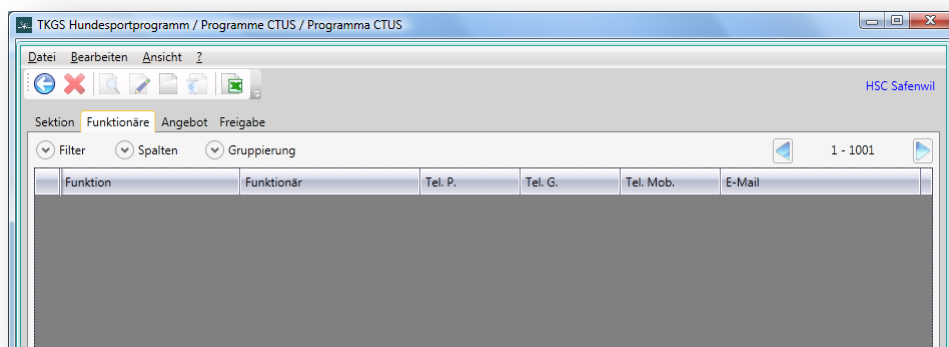 TKGS Hundesportprogramm / Programme CTUS / Programma CTUS
Datei Bearbeiten Ansicht ?
HSC Safenwil
Sektion Funktionäre Angebot Freigabe
Filter Spalten Gruppierung 1 - 1001
Funktion Funktionär Tel. P. Tel. G. Tel. Mob. E-Mail